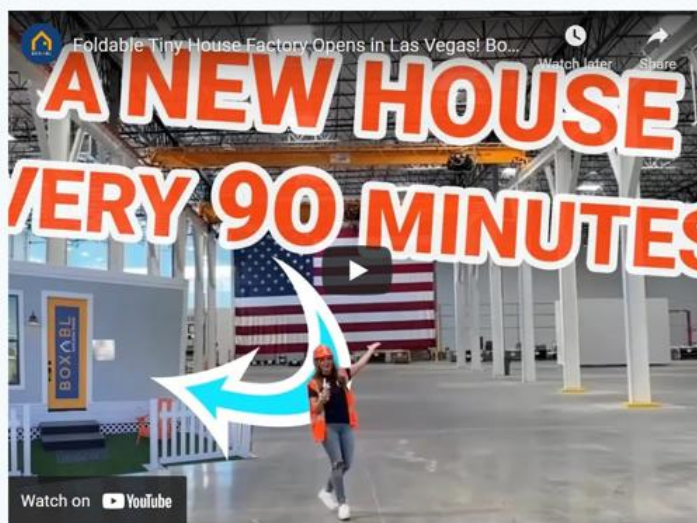 Foldable Tiny House Factory Opens in Las Vegas! Bo...
Watch later
Share
A NEW HOUSE
VERY 90 MINUTES
BOXABL
Watch on YouTube